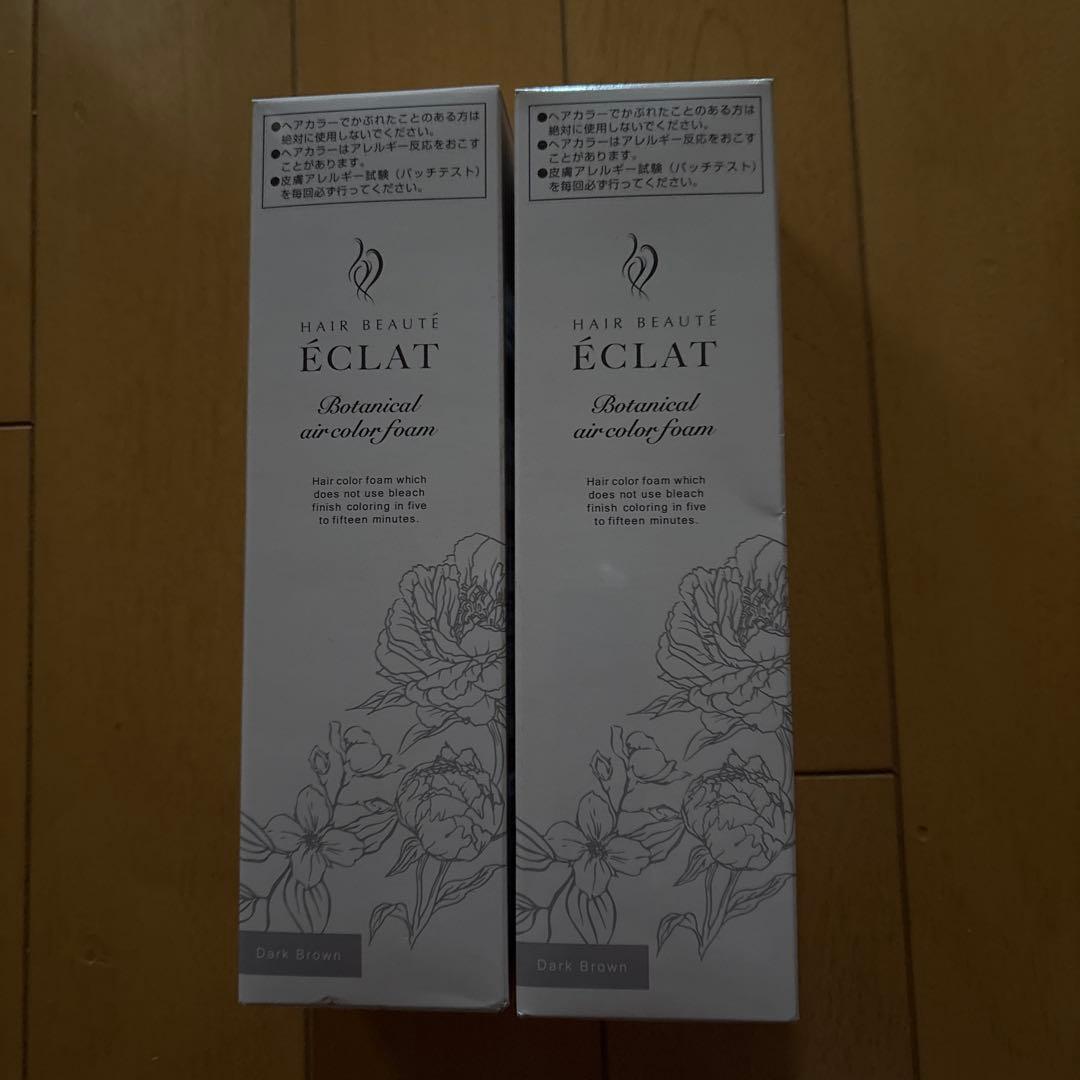 ●ヘアカラーでかぶれたことのある方は
絶対に使用しないでください。
●ヘアカラーはアレルギー反応をおこす
ことがあります。
●皮膚アレルギー試験（パッチテスト）
を毎回必ず行ってください。
HAIR BEAUTÉ
ÉCLAT
Botanical
air color foam
Hair color foam which
does not use bleach
finish coloring in five
to fifteen minutes.
Dark Brown
●ヘアカラーでかぶれたことのある方は
絶対に使用しないでください。
●ヘアカラーはアレルギー反応をおこす
ことがあります。
●皮膚アレルギー試験（パッチテスト）
を毎回必ず行ってください。
HAIR BEAUTÉ
ÉCLAT
Botanical
air color foam
Hair color foam which
does not use bleach
finish coloring in five
to fifteen minutes.
Dark Brown